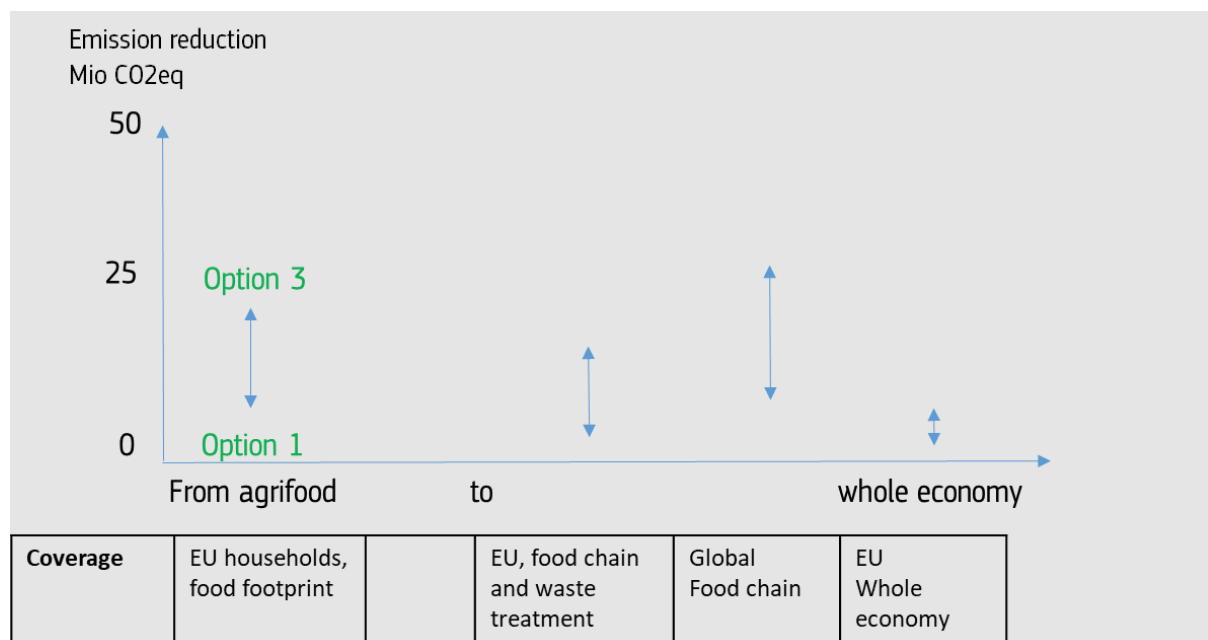 Emission reduction
Mio CO2eq
50
25
Option 3
0
Option 1
From agrifood to whole economy
Coverage
EU households,
food footprint
EU, food chain
and waste
treatment
Global
Food chain
EU
Whole
economy